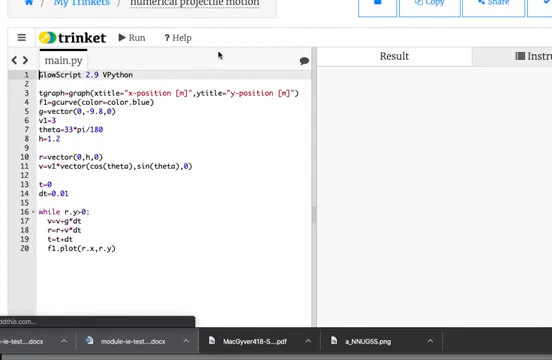 My Trinkets
numerical projectile motion
Copy
Share
trinket
Run
? Help
main.py
Result
Instru
1 GlowScript 2.9 VPython
2
3 tgraph=graph(xtitle="x-position [m]",ytitle="y-position [m]")
4 f1=gcurve(color=color.blue)
5 g=vector(0,-9.8,0)
6 v1=3
7 theta=33*pi/180
8 h=1.2
9
10 r=vector(0,h,0)
11 v=v1*vector(cos(theta),sin(theta),0)
12
13 t=0
14 dt=0.01
15
16 while r.y>0:
17 v=v+g*dt
18 r=r+v*dt
19 t=t+dt
20 f1.plot(r.x,r.y)
ddthis.com...
-ie-test....docx
module-ie-test....docx
MacGyver418-S....pdf
a_NNUG5S.png